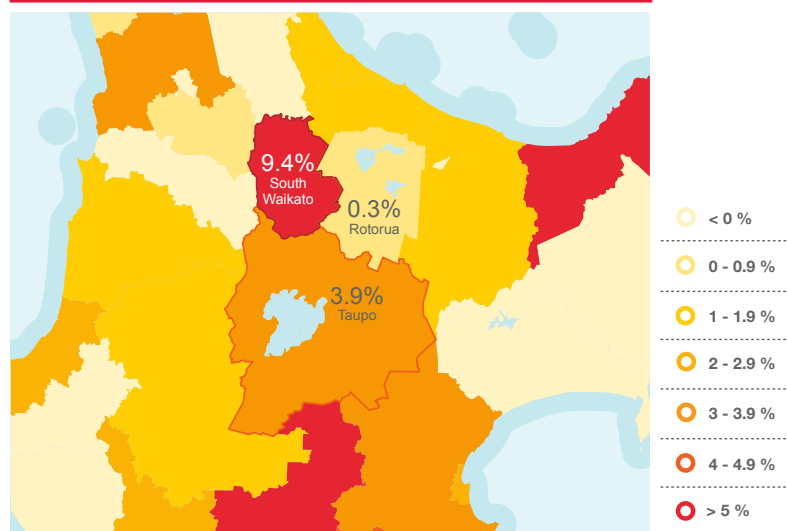 9.4%
South
Waikato
0.3%
Rotorua
3.9%
Taupo
< 0 %
0 - 0.9 %
1 - 1.9 %
2 - 2.9 %
3 - 3.9 %
4 - 4.9 %
> 5 %